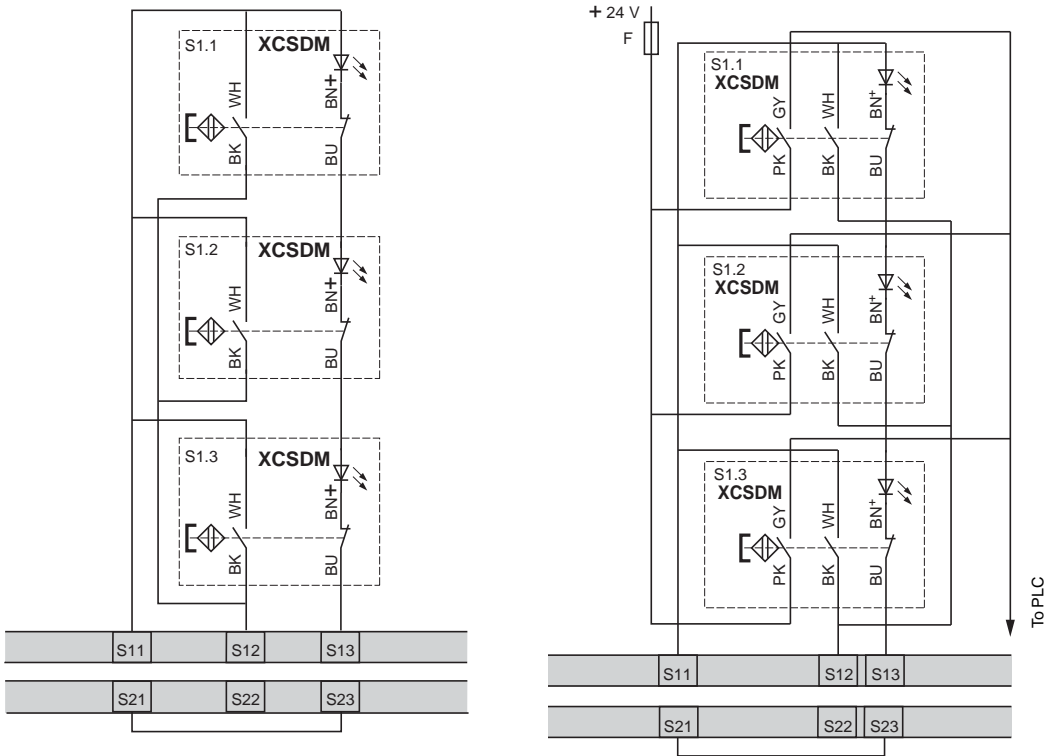 S1.1
XCSDM
WH
BN+
BK
BU
S1.2
XCSDM
WH
BN+
BK
BU
S1.3
XCSDM
WH
BN+
BK
BU
S11
S12
S13
S21
S22
S23
+ 24 V
F
S1.1
XCSDM
GY
WH
BN+
PK
BK
BU
S1.2
XCSDM
GY
WH
BN+
PK
BK
BU
S1.3
XCSDM
GY
WH
BN+
PK
BK
BU
To PLC
S11
S12
S13
S21
S22
S23